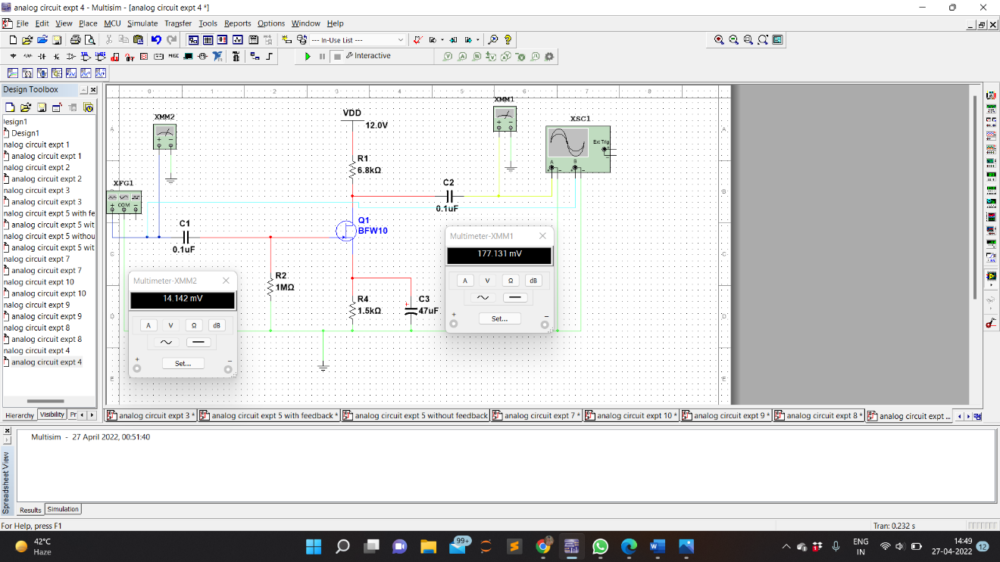 analog circuit expt 4 - Multisim - [analog circuit expt 4 *]
File Edit View Place MCU Simulate Transfer Tools Reports Options Window Help
--- In-Use List ---
MISC
Interactive
Design Toolbox
Design1
analog circuit expt 1
analog circuit expt 1
nalog circuit expt 2
analog circuit expt 2
nalog circuit expt 3
analog circuit expt 3
nalog circuit expt 5 with fe
analog circuit expt 5 wit
nalog circuit expt 5 withou
analog circuit expt 5 wit
nalog circuit expt 7
analog circuit expt 7
nalog circuit expt 10
analog circuit expt 10
nalog circuit expt 9
analog circuit expt 9
nalog circuit expt 8
analog circuit expt 8
nalog circuit expt 4
analog circuit expt 4
Hierarchy Visibility Pr
0 1 2 3 4 5 6 7 8
A
B
C
D
E
XMM2
XFG1
COM
C1
0.1uF
VDD
12.0V
R1
6.8kΩ
Q1
BFW10
R2
1MΩ
R4
1.5kΩ
C3
47uF
C2
0.1uF
XMM1
XSC1
Ext Trig
A B
Multimeter-XMM2
14.142 mV
A V Ω dB
Set...
Multimeter-XMM1
177.131 mV
A V Ω dB
Set...
analog circuit expt 3 * analog circuit expt 5 with feedback * analog circuit expt 5 without feedback analog circuit expt 7 * analog circuit expt 10 * analog circuit expt 9 * analog circuit expt 8 * analog circuit expt ...
Spreadsheet View
Multisim - 27 April 2022, 00:51:40
Results Simulation
For Help, press F1
Tran: 0.232 s
42°C
Haze
99+
ENG
IN
14:49
27-04-2022
12